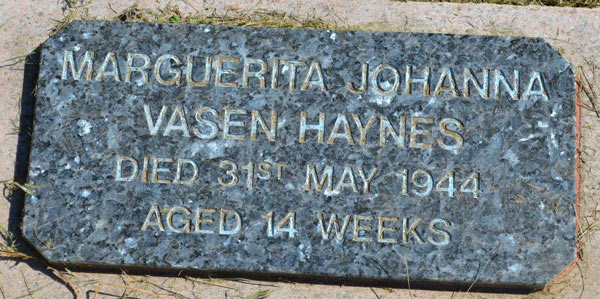 MARGUERITA JOHANNA
VASEN HAYNES
DIED 31ST MAY 1944
AGED 14 WEEKS